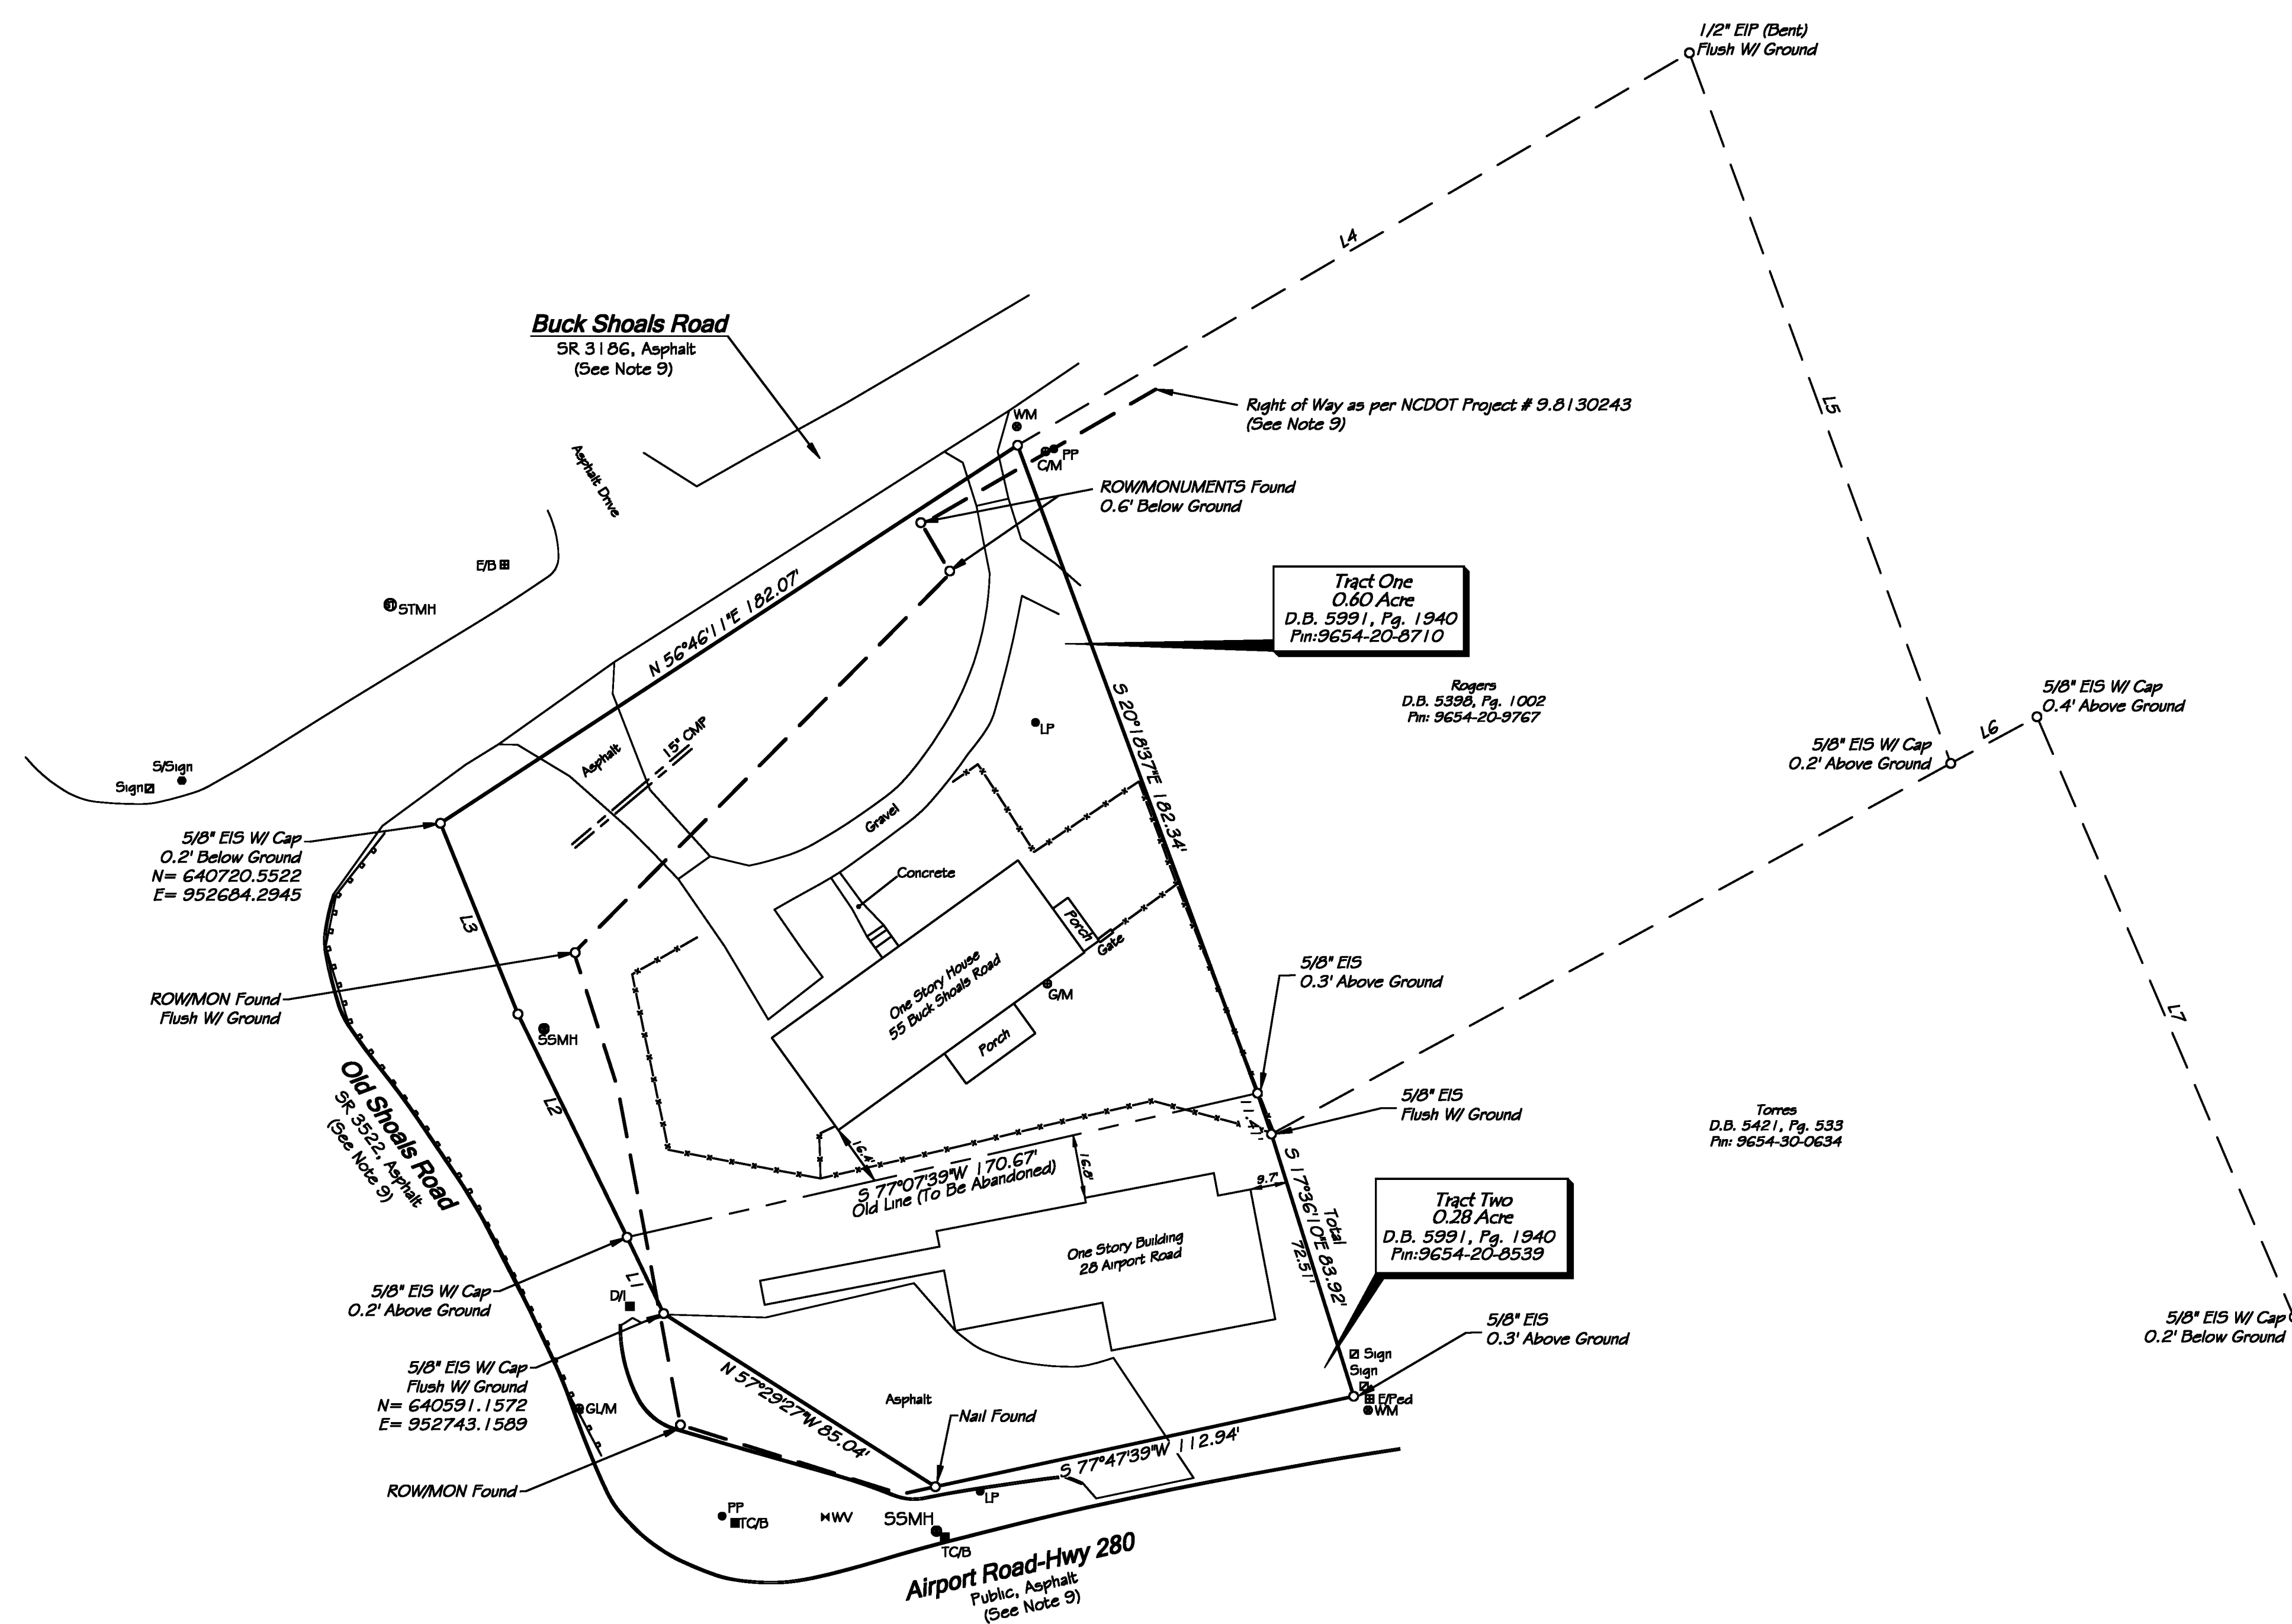 1/2" EIP (Bent)
Flush W/ Ground
L4
Buck Shoals Road
SR 3186, Asphalt
(See Note 9)
Right of Way as per NCDOT Project # 9.8130243
(See Note 9)
L5
WM
C/M
PP
Asphalt Drive
ROW/MONUMENTS Found
0.6' Below Ground
E/B
ST
STMH
N 56°46'11"E 182.07'
Tract One
0.60 Acre
D.B. 5991, Pg. 1940
Pin:9654-20-8710
Rogers
D.B. 5398, Pg. 1002
Pin: 9654-20-9767
5/8" EIS W/ Cap
0.4' Above Ground
L6
5/8" EIS W/ Cap
0.2' Above Ground
S 20°18'37"E 182.34'
LP
15" CMP
Asphalt
S/Sign
Sign
5/8" EIS W/ Cap
0.2' Below Ground
N= 640720.5522
E= 952684.2945
Gravel
Concrete
L3
Porch
Gate
One Story House
55 Buck Shoals Road
G/M
5/8" EIS
0.3' Above Ground
ROW/MON Found
Flush W/ Ground
SSMH
Porch
L7
Old Shoals Road
SR 3522, Asphalt
(See Note 9)
L2
5/8" EIS
Flush W/ Ground
11.41'
Torres
D.B. 5421, Pg. 533
Pin: 9654-30-0634
16.4'
S 77°07'39"W 170.67'
Old Line (To Be Abandoned)
16.8'
9.7'
S 17°36'10"E 83.92'
Total
72.51'
Tract Two
0.28 Acre
D.B. 5991, Pg. 1940
Pin:9654-20-8539
One Story Building
28 Airport Road
L1
D/I
5/8" EIS W/ Cap
0.2' Above Ground
5/8" EIS
0.3' Above Ground
5/8" EIS W/ Cap
0.2' Below Ground
Sign
Sign
E/Ped
WM
5/8" EIS W/ Cap
Flush W/ Ground
N= 640591.1572
E= 952743.1589
GL/M
N 57°29'27"W 85.04'
Asphalt
Nail Found
S 77°47'39"W 112.94'
ROW/MON Found
LP
PP
TC/B
WV
SSMH
TC/B
Airport Road-Hwy 280
Public, Asphalt
(See Note 9)